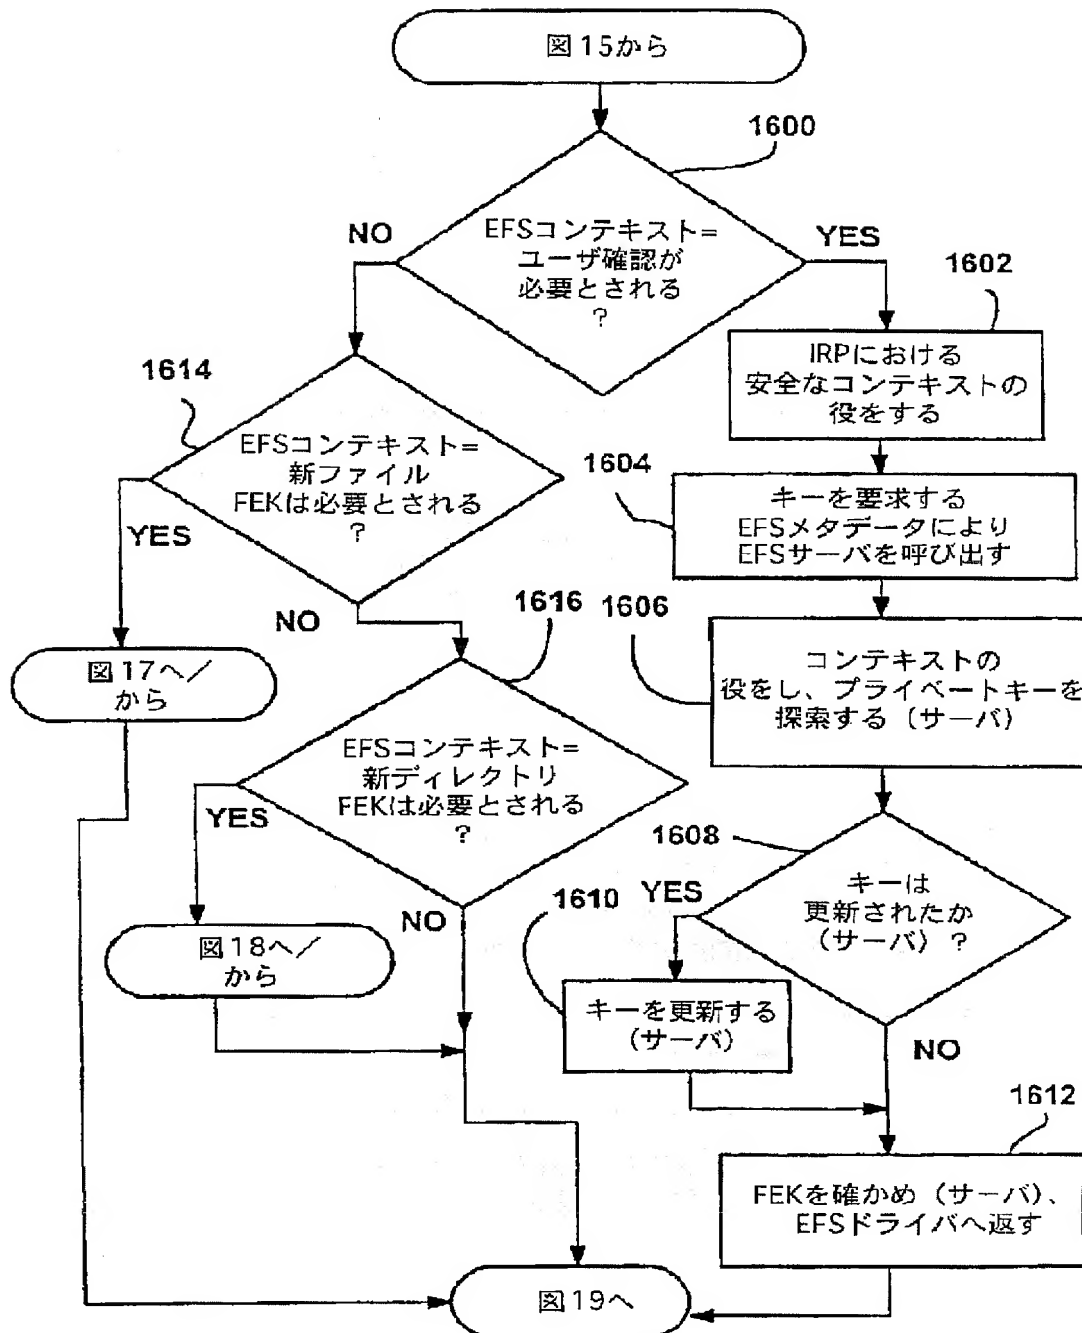 図15から
1600
EFSコンテキスト=
ユーザ確認が
必要とされる
?
NO
YES
1602
IRPにおける
安全なコンテキストの
役をする
1614
EFSコンテキスト=
新ファイル
FEKは必要とされる
?
YES
NO
1604
キーを要求する
EFSメタデータにより
EFSサーバを呼び出す
1616
1606
コンテキストの
役をし、プライベートキーを
探索する（サーバ）
図17へ／
から
EFSコンテキスト=
新ディレクトリ
FEKは必要とされる
?
YES
NO
1608
キーは
更新されたか
（サーバ）?
YES
NO
1610
キーを更新する
（サーバ）
図18へ／
から
1612
FEKを確かめ（サーバ）、
EFSドライバへ返す
図19へ